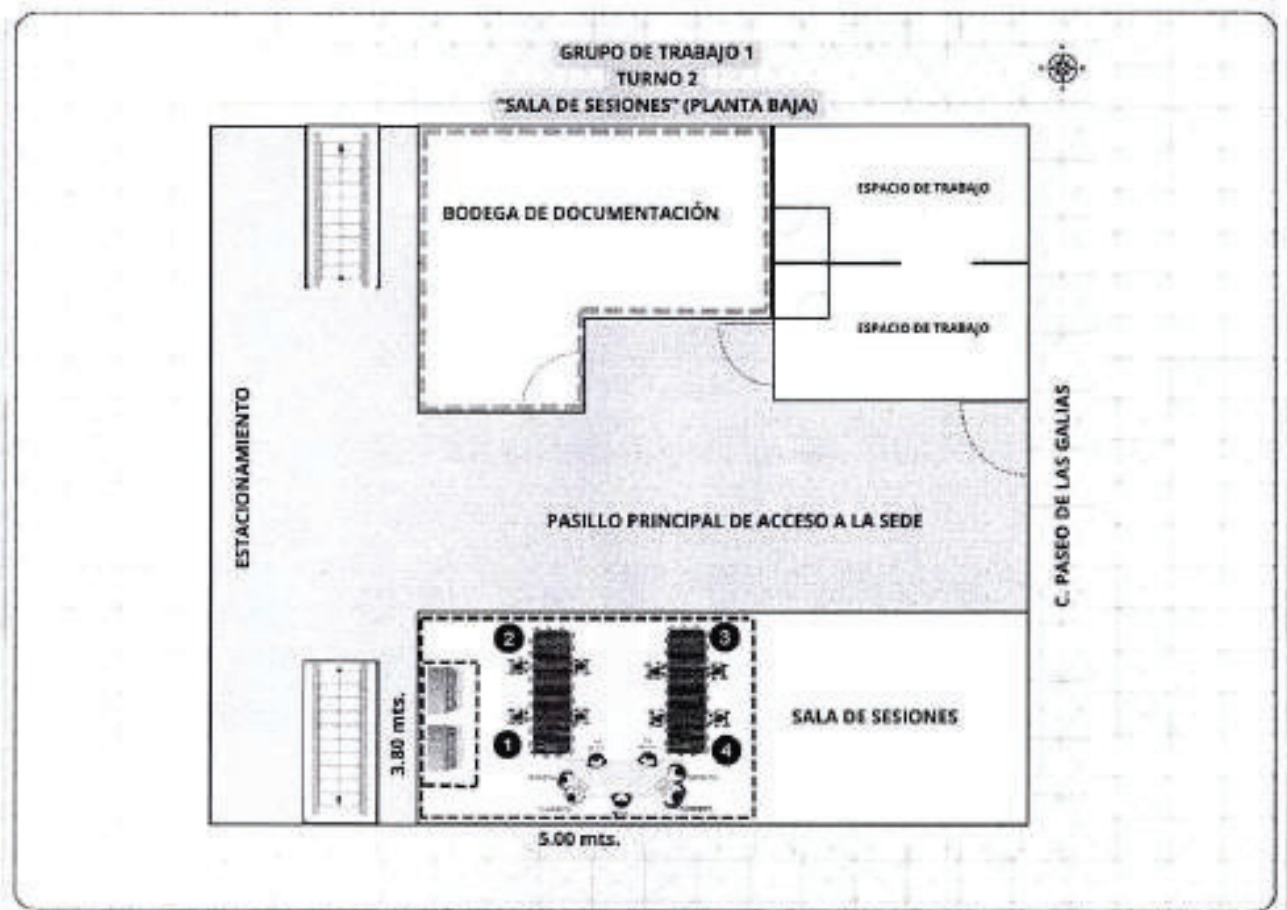 GRUPO DE TRABAJO 1
TURNO 2
"SALA DE SESIONES" (PLANTA BAJA)
ESPACIO DE TRABAJO
BODEGA DE DOCUMENTACIÓN
ESPACIO DE TRABAJO
ESTACIONAMIENTO
C. PASEO DE LAS GALIAS
PASILLO PRINCIPAL DE ACCESO A LA SEDE
2
3
SALA DE SESIONES
3.80 mts.
1
4
5.00 mts.